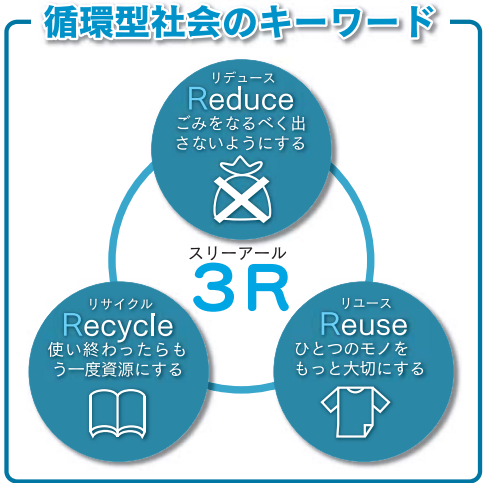 循環型社会のキーワード
リデュース
Reduce
ごみをなるべく出
さないようにする
スリーアール
3R
リサイクル
Recycle
使い終わったらも
う一度資源にする
リユース
Reuse
ひとつのモノを
もっと大切にする